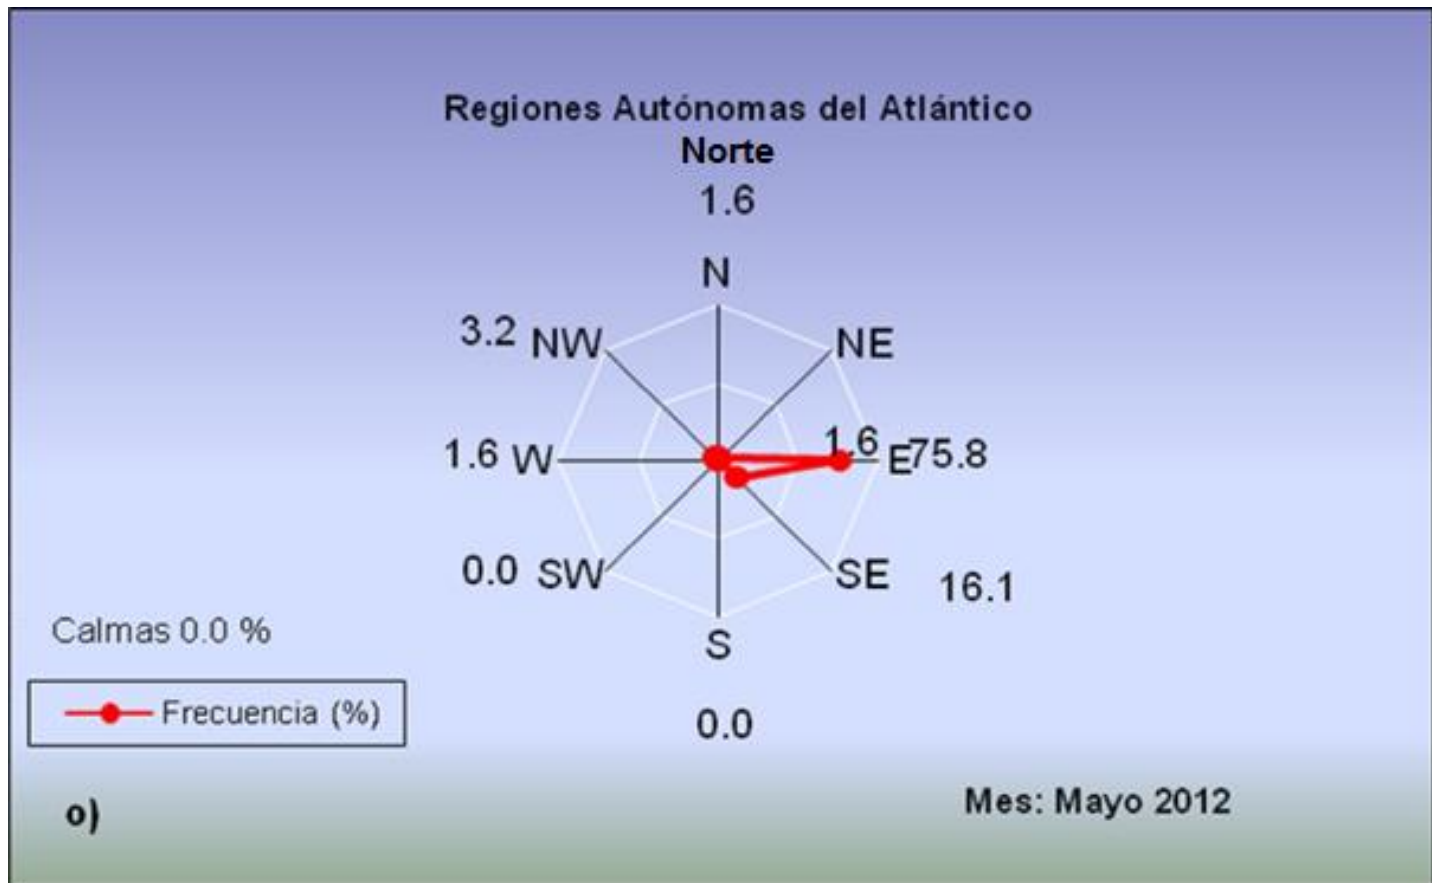 Regiones Autónomas del Atlántico
Norte
1.6
N
3.2 NW
NE
1.6 W
1.6
E 75.8
0.0 SW
SE 16.1
Calmas 0.0 %
S
Frecuencia (%)
0.0
o)
Mes: Mayo 2012